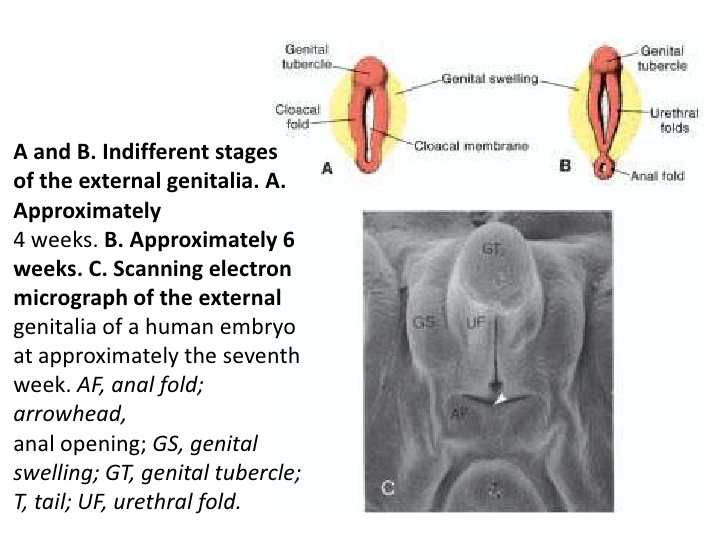 Genital
tubercle
Genital swelling
Cloacal
fold
Cloacal membrane
A
Genital
tubercle
Urethral
folds
B
Anal fold
A and B. Indifferent stages
of the external genitalia. A.
Approximately
4 weeks. B. Approximately 6
weeks. C. Scanning electron
micrograph of the external
genitalia of a human embryo
at approximately the seventh
week. AF, anal fold;
arrowhead,
anal opening; GS, genital
swelling; GT, genital tubercle;
T, tail; UF, urethral fold.
GT
GS
UF
AF
T
C